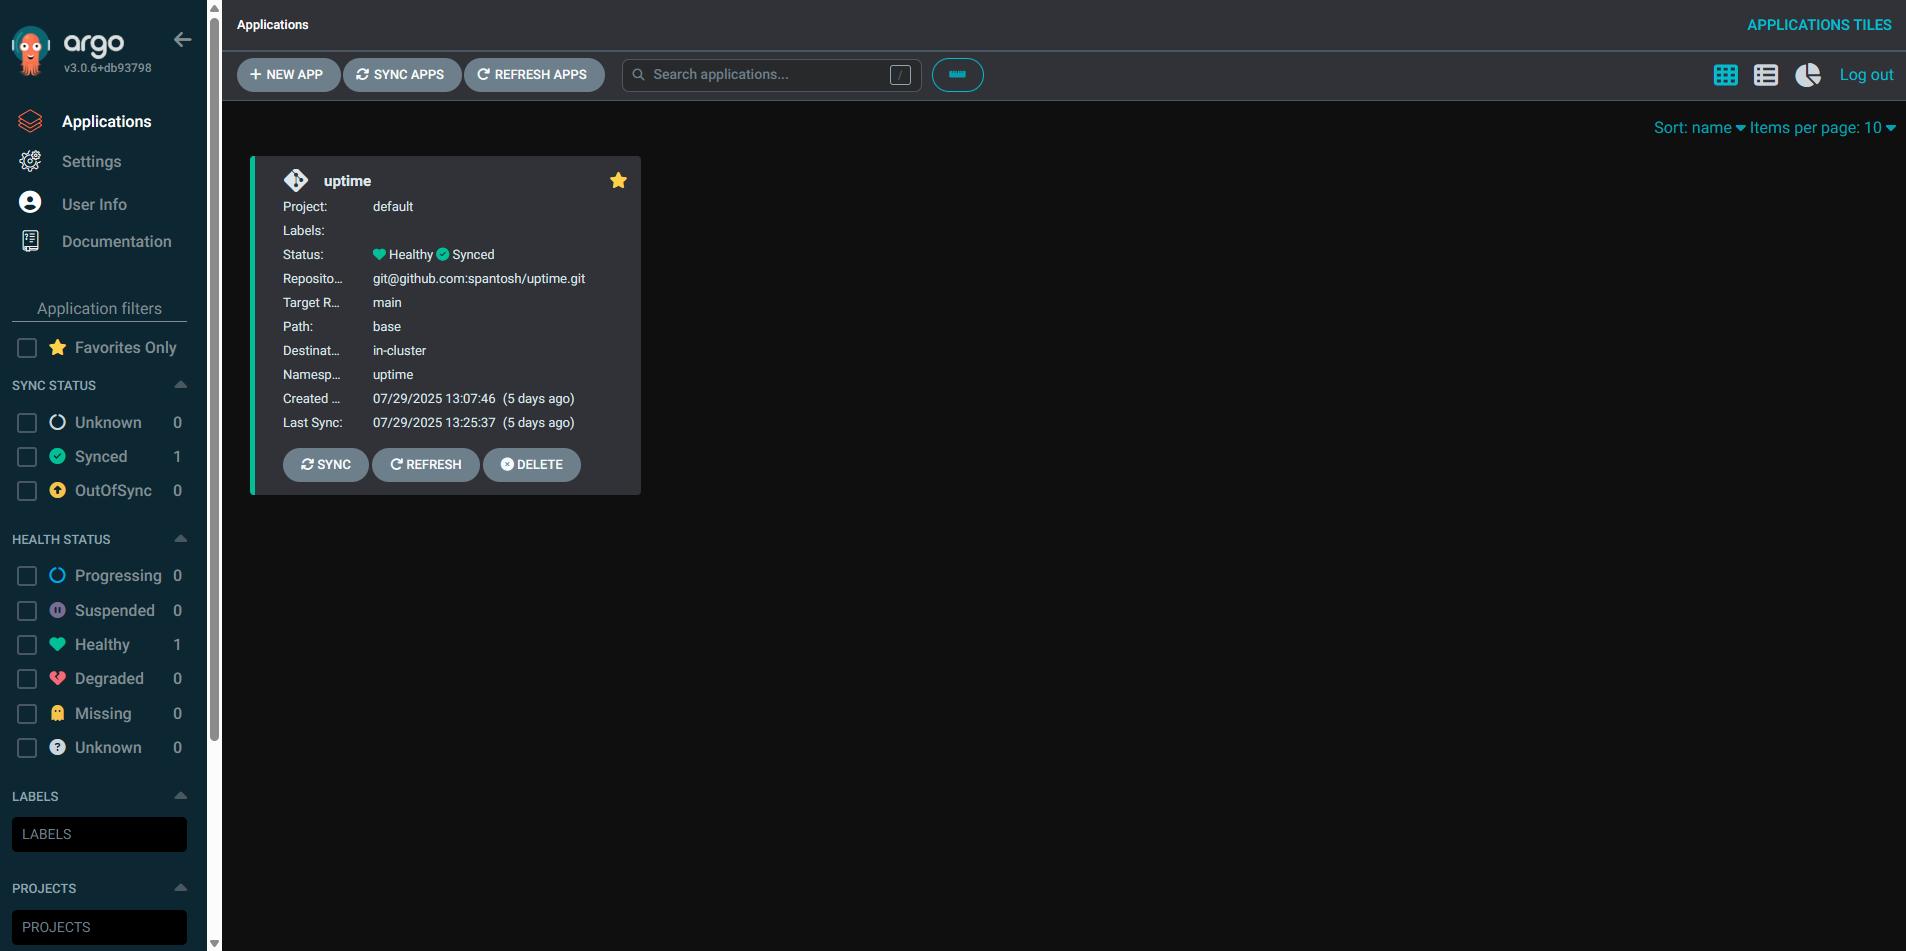 argo
v3.0.6+db93798
Applications
Settings
User Info
Documentation
Application filters
Favorites Only
SYNC STATUS
Unknown 0
Synced 1
OutOfSync 0
HEALTH STATUS
Progressing 0
Suspended 0
Healthy 1
Degraded 0
Missing 0
Unknown 0
LABELS
LABELS
PROJECTS
PROJECTS
Applications
APPLICATIONS TILES
NEW APP SYNC APPS REFRESH APPS Search applications... / Log out
Sort: name Items per page: 10
uptime
Project: default
Labels:
Status: Healthy Synced
Reposito... git@github.com:spantosh/uptime.git
Target R... main
Path: base
Destinat... in-cluster
Namesp... uptime
Created ... 07/29/2025 13:07:46 (5 days ago)
Last Sync: 07/29/2025 13:25:37 (5 days ago)
SYNC REFRESH DELETE